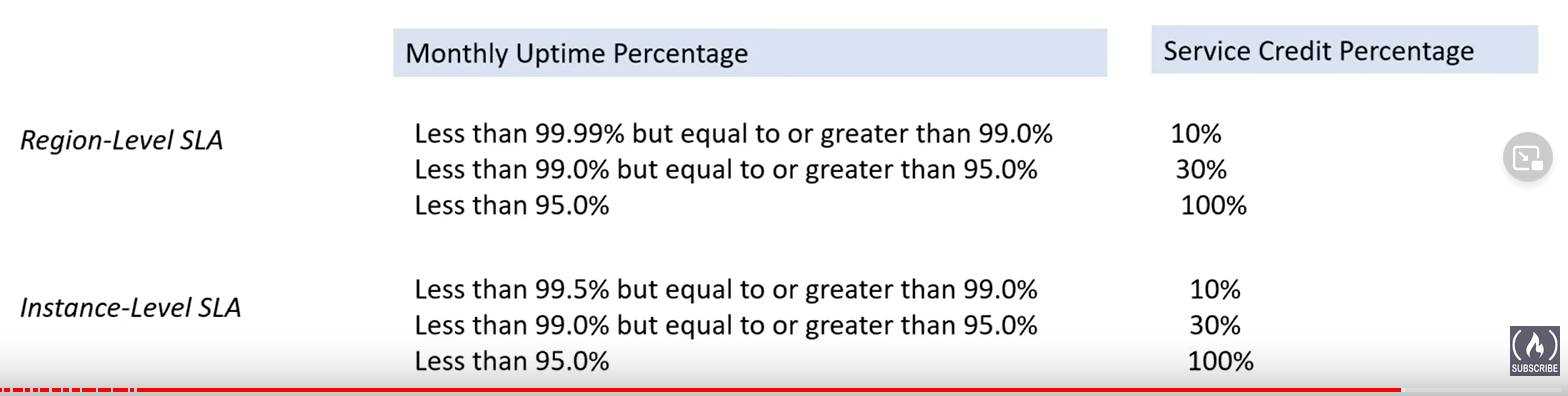 Monthly Uptime Percentage Service Credit Percentage
Region-Level SLA
Less than 99.99% but equal to or greater than 99.0% 10%
Less than 99.0% but equal to or greater than 95.0% 30%
Less than 95.0% 100%
Instance-Level SLA
Less than 99.5% but equal to or greater than 99.0% 10%
Less than 99.0% but equal to or greater than 95.0% 30%
Less than 95.0% 100%
SUBSCRIBE